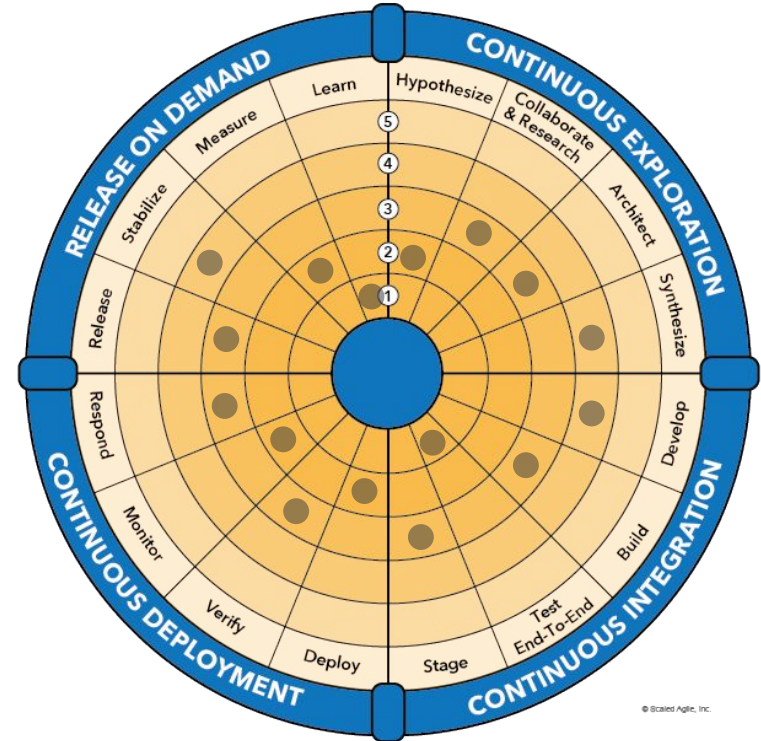 RELEASE ON DEMAND
CONTINUOUS EXPLORATION
Learn
Hypothesize
Measure
Collaborate
& Research
Stabilize
Architect
Release
Synthesize
5
4
3
2
1
Respond
Develop
Monitor
Build
Verify
Test
End-To-End
Deploy
Stage
CONTINUOUS DEPLOYMENT
CONTINUOUS INTEGRATION
© Scaled Agile, Inc.